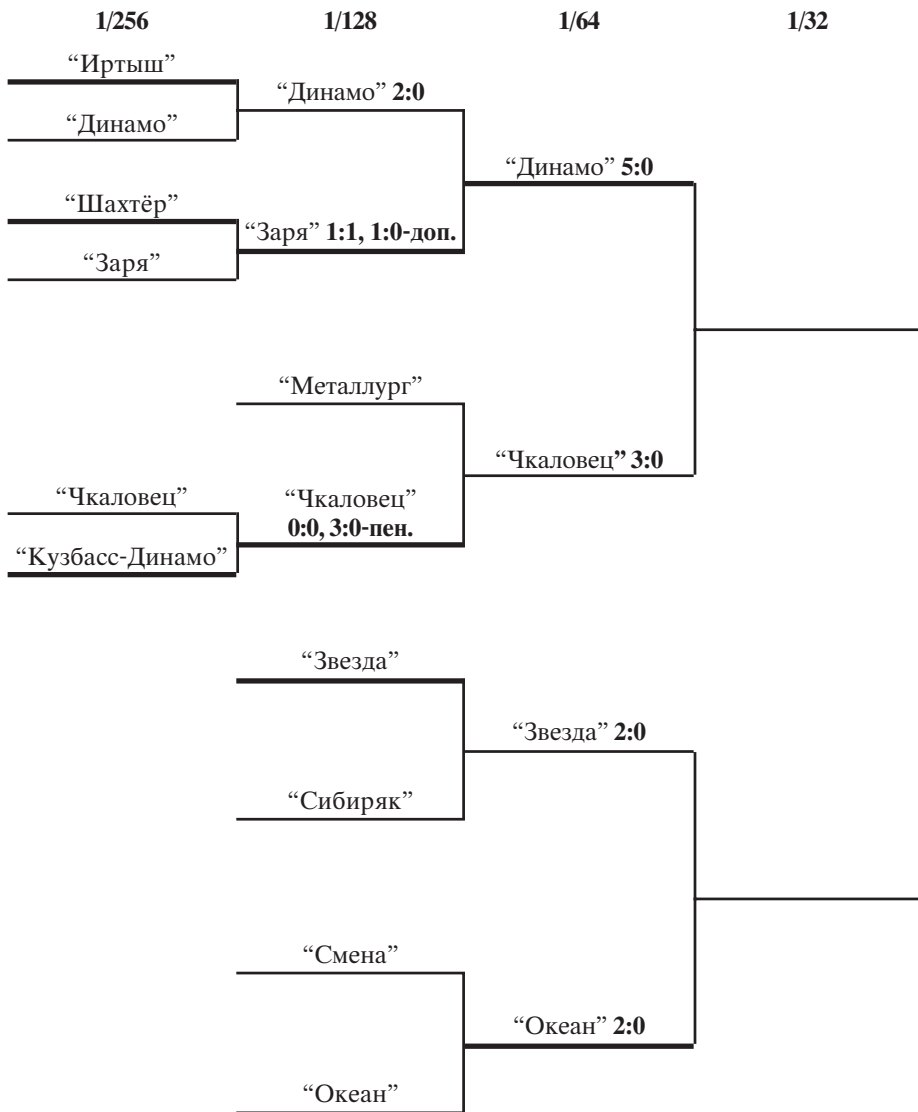 1/256 1/128 1/64 1/32
“Иртыш”
“Динамо” 2:0
“Динамо”
“Динамо” 5:0
“Шахтёр”
“Заря” 1:1, 1:0-доп.
“Заря”
“Металлург”
“Чкаловец” 3:0
“Чкаловец”
“Чкаловец”
0:0, 3:0-пен.
“Кузбасс-Динамо”
“Звезда”
“Звезда” 2:0
“Сибиряк”
“Смена”
“Океан” 2:0
“Океан”